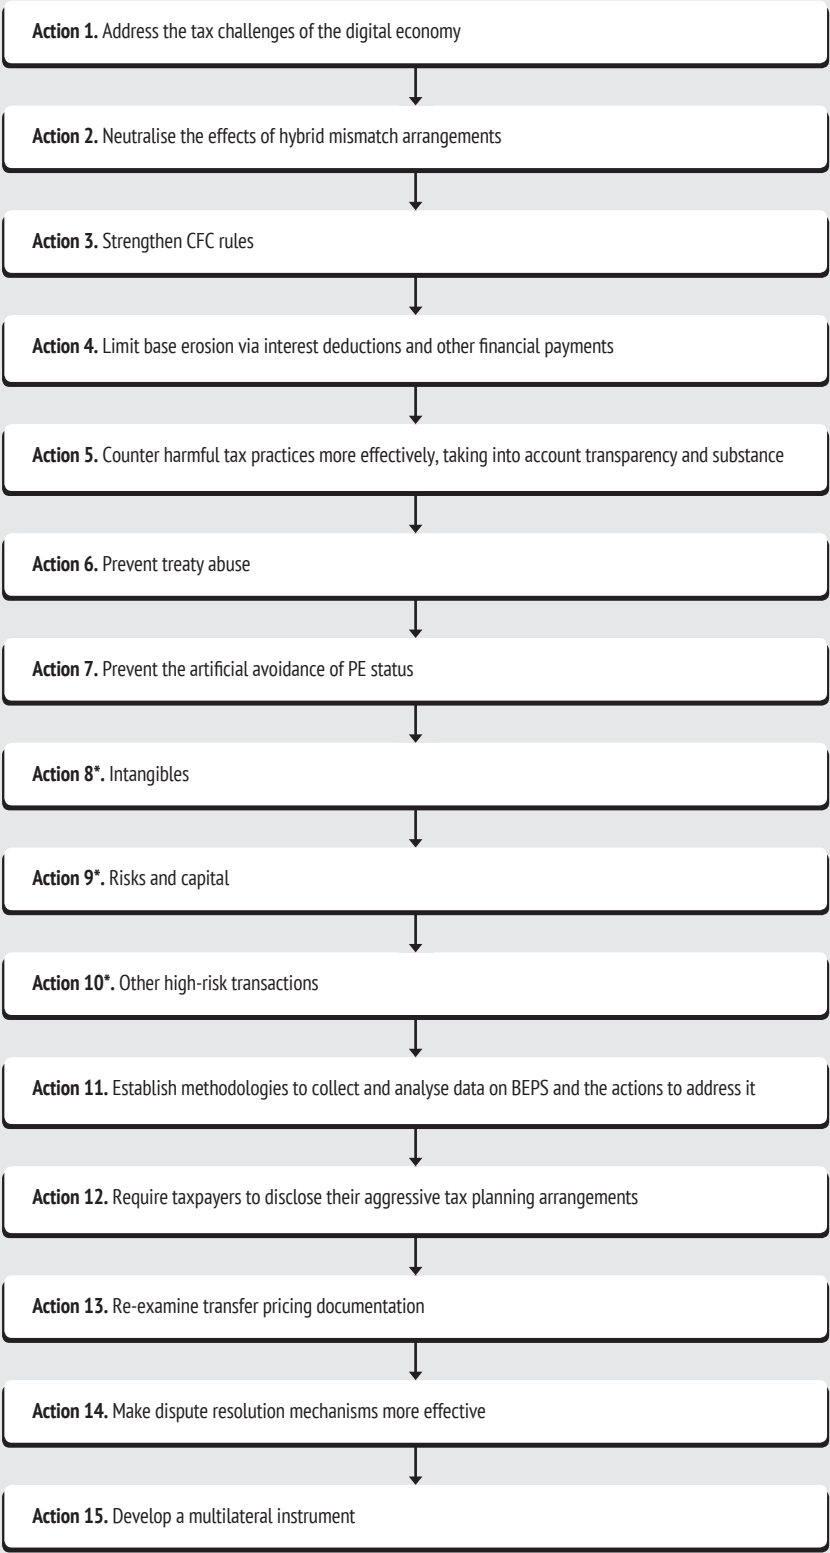 Action 1. Address the tax challenges of the digital economy
Action 2. Neutralise the effects of hybrid mismatch arrangements
Action 3. Strengthen CFC rules
Action 4. Limit base erosion via interest deductions and other financial payments
Action 5. Counter harmful tax practices more effectively, taking into account transparency and substance
Action 6. Prevent treaty abuse
Action 7. Prevent the artificial avoidance of PE status
Action 8*. Intangibles
Action 9*. Risks and capital
Action 10*. Other high-risk transactions
Action 11. Establish methodologies to collect and analyse data on BEPS and the actions to address it
Action 12. Require taxpayers to disclose their aggressive tax planning arrangements
Action 13. Re-examine transfer pricing documentation
Action 14. Make dispute resolution mechanisms more effective
Action 15. Develop a multilateral instrument